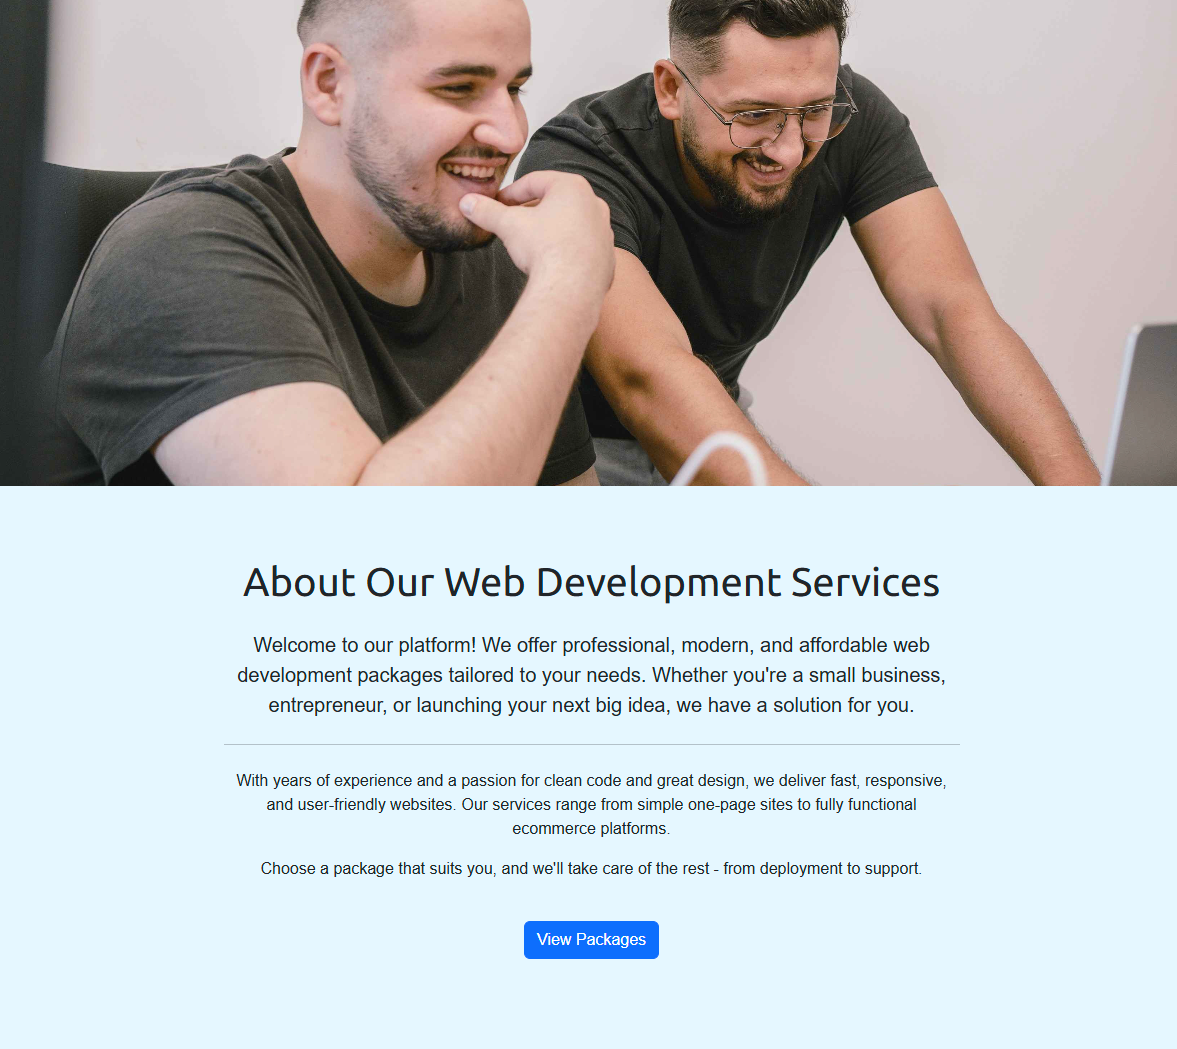 About Our Web Development Services
Welcome to our platform! We offer professional, modern, and affordable web
development packages tailored to your needs. Whether you're a small business,
entrepreneur, or launching your next big idea, we have a solution for you.
With years of experience and a passion for clean code and great design, we deliver fast, responsive,
and user-friendly websites. Our services range from simple one-page sites to fully functional
ecommerce platforms.
Choose a package that suits you, and we'll take care of the rest - from deployment to support.
View Packages